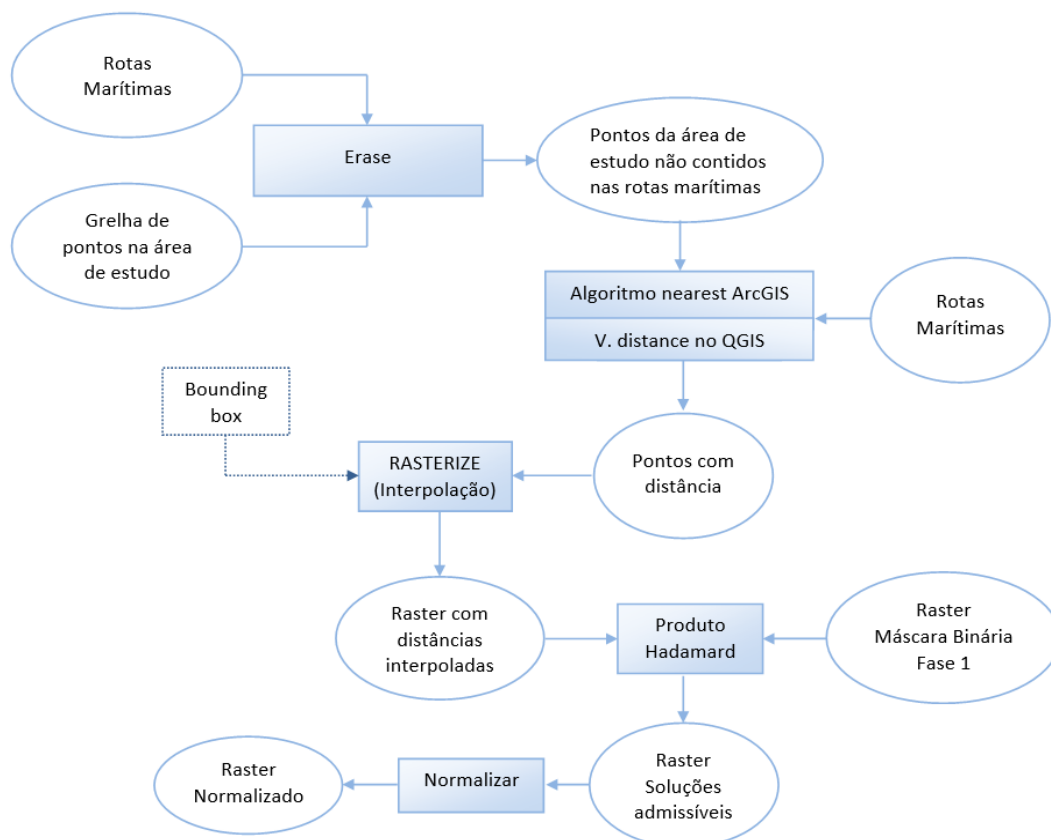 Rotas
Marítimas
Erase
Pontos da área de
estudo não contidos
nas rotas marítimas
Grelha de
pontos na área
de estudo
Algoritmo nearest ArcGIS
V. distance no QGIS
Rotas
Marítimas
Bounding
box
RASTERIZE
(Interpolação)
Pontos com
distância
Raster com
distâncias
interpoladas
Produto
Hadamard
Raster
Máscara Binária
Fase 1
Raster
Normalizado
Normalizar
Raster
Soluções
admissíveis